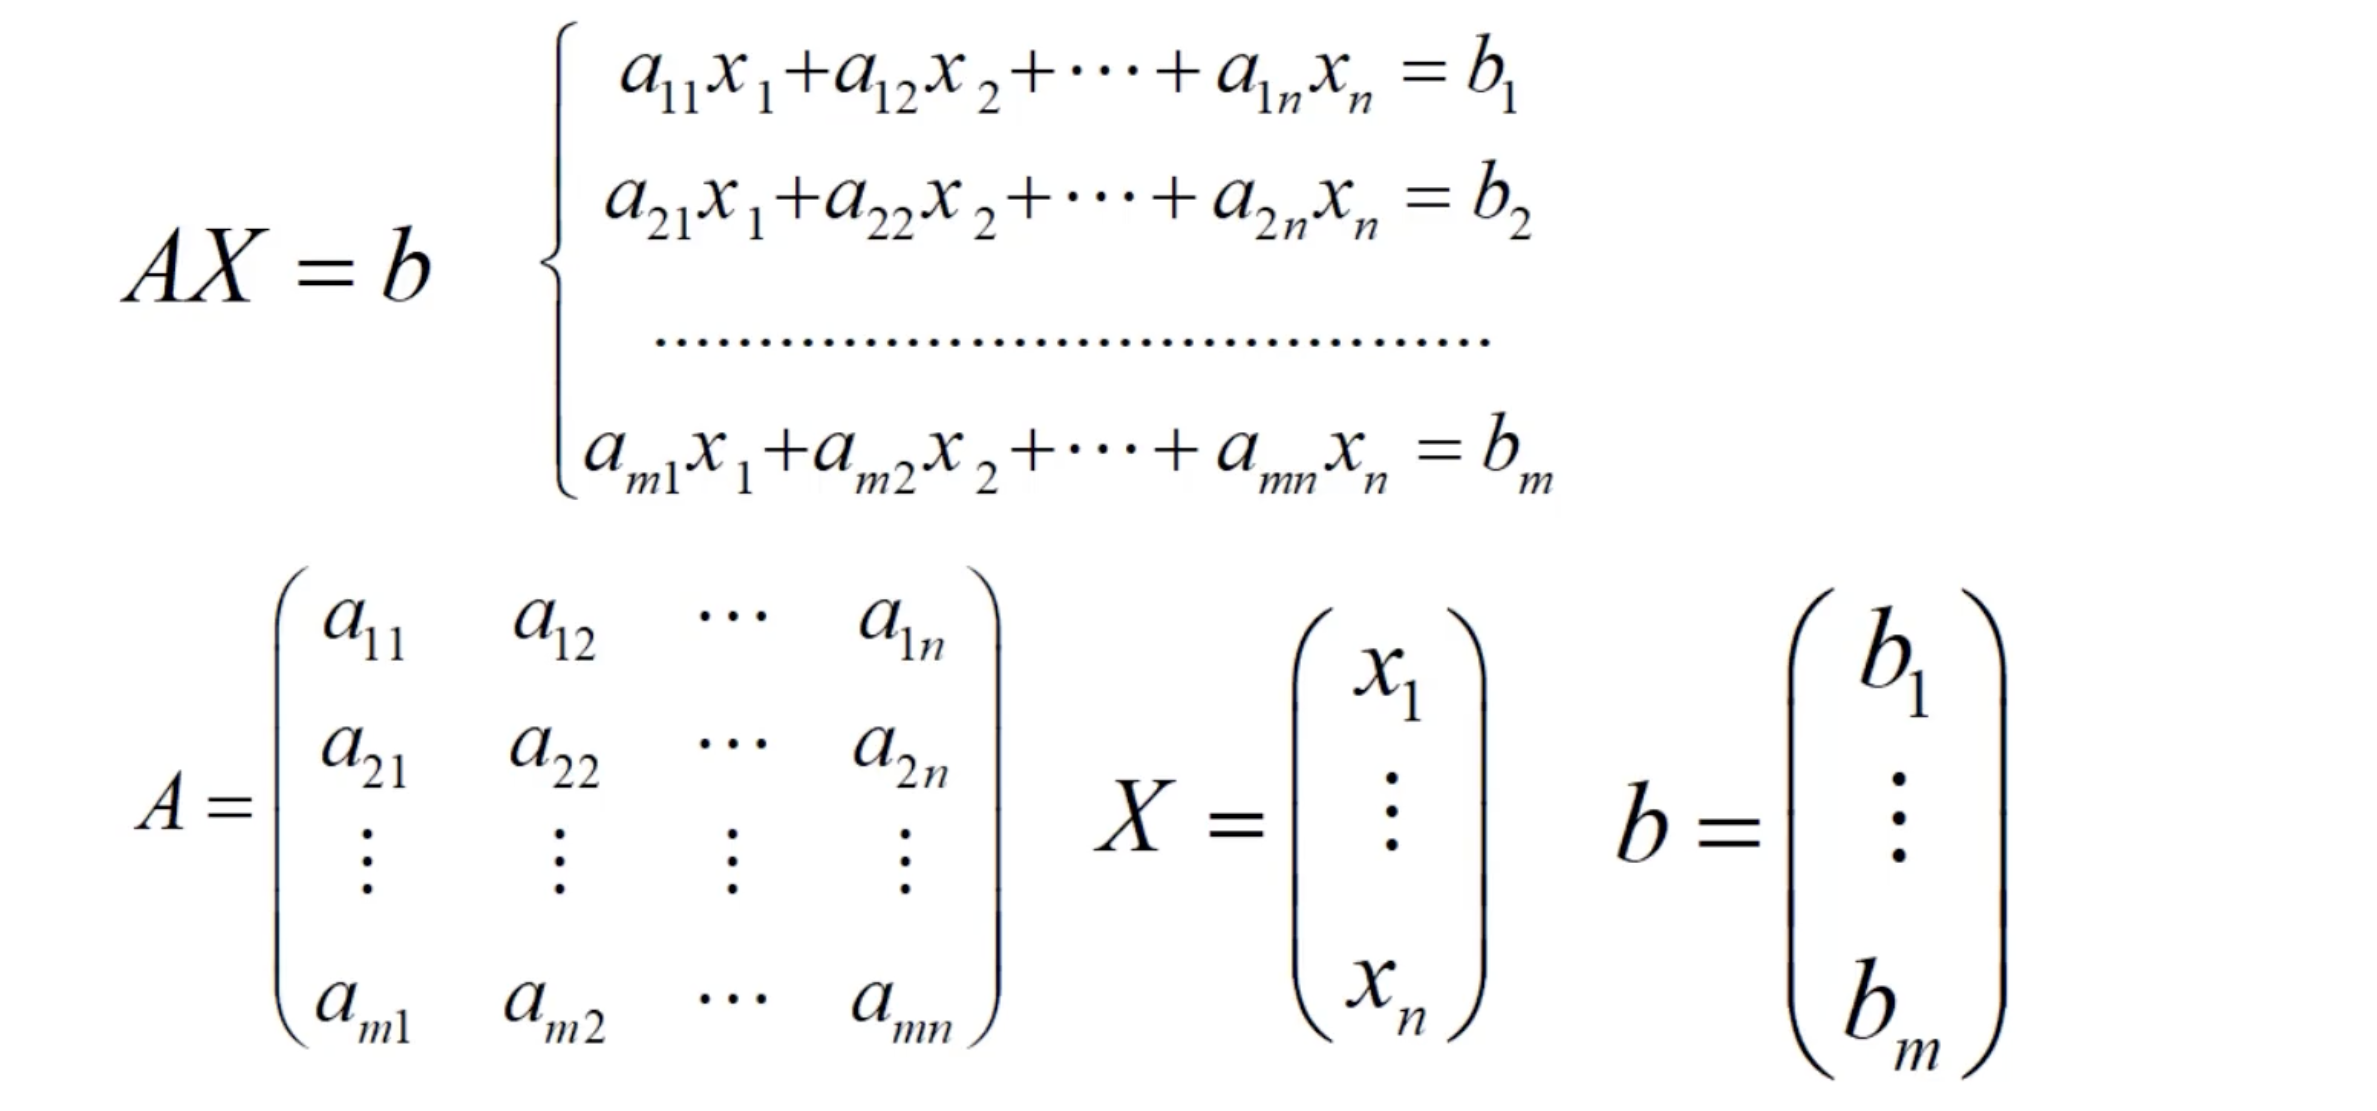 a₁₁x₁+a₁₂x₂+⋯+a₁ₙxₙ = b₁
a₂₁x₁+a₂₂x₂+⋯+a₂ₙxₙ = b₂
AX = b
........................................
aₘ₁x₁+aₘ₂x₂+⋯+aₘₙxₙ = bₘ
A = ( a₁₁ a₁₂ ⋯ a₁ₙ
a₂₁ a₂₂ ⋯ a₂ₙ
⋮ ⋮ ⋮ ⋮
aₘ₁ aₘ₂ ⋯ aₘₙ )
X = ( x₁
⋮
xₙ )
b = ( b₁
⋮
bₘ )